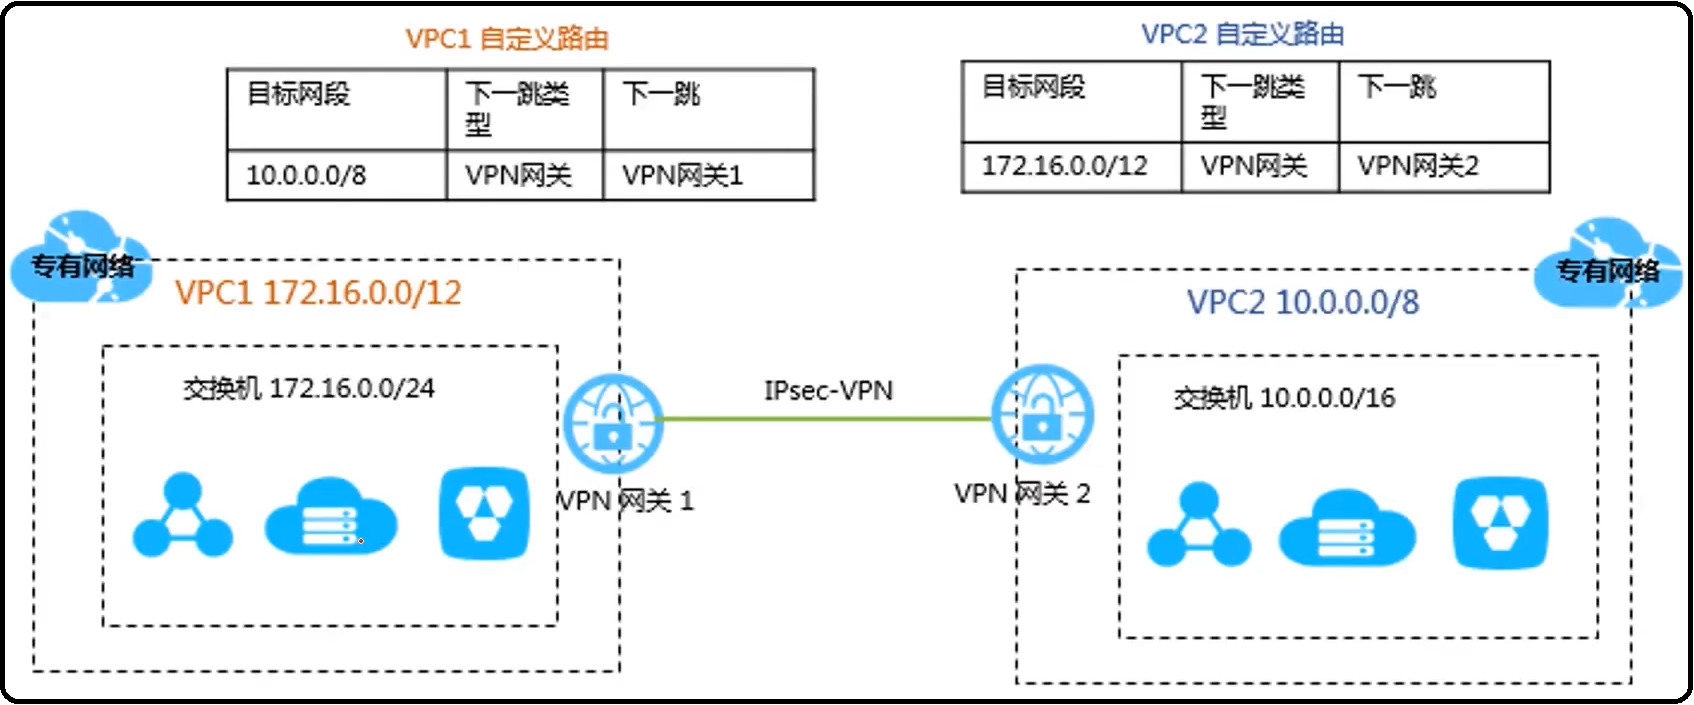 VPC1 自定义路由
目标网段
下一跳类
型
下一跳
10.0.0.0/8
VPN网关
VPN网关1
VPC2 自定义路由
目标网段
下一跳类
型
下一跳
172.16.0.0/12
VPN网关
VPN网关2
专有网络
VPC1 172.16.0.0/12
交换机 172.16.0.0/24
VPN 网关 1
IPsec-VPN
专有网络
VPC2 10.0.0.0/8
交换机 10.0.0.0/16
VPN 网关 2